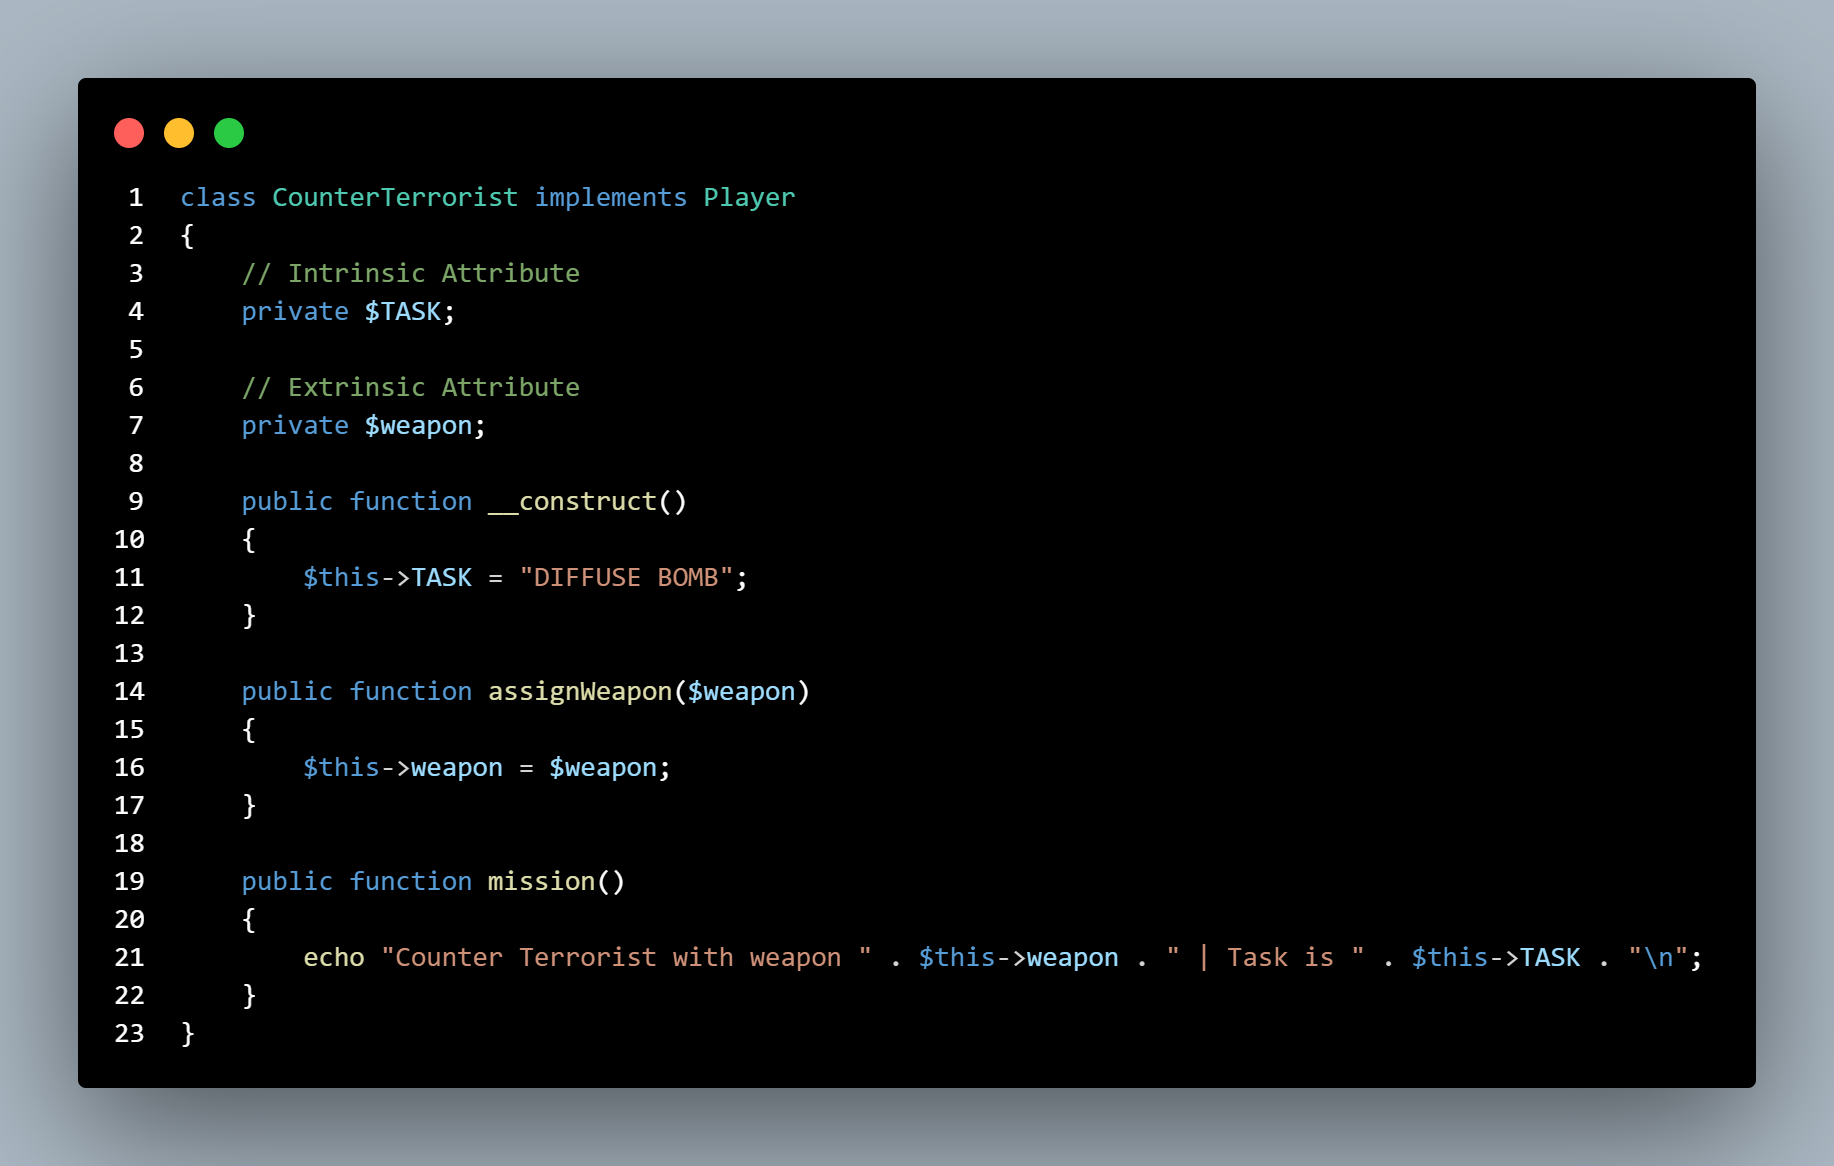 1 class CounterTerrorist implements Player
2 {
3     // Intrinsic Attribute
4     private $TASK;
5
6     // Extrinsic Attribute
7     private $weapon;
8
9     public function __construct()
10     {
11         $this->TASK = "DIFFUSE BOMB";
12     }
13
14     public function assignWeapon($weapon)
15     {
16         $this->weapon = $weapon;
17     }
18
19     public function mission()
20     {
21         echo "Counter Terrorist with weapon " . $this->weapon . " | Task is " . $this->TASK . "\n";
22     }
23 }